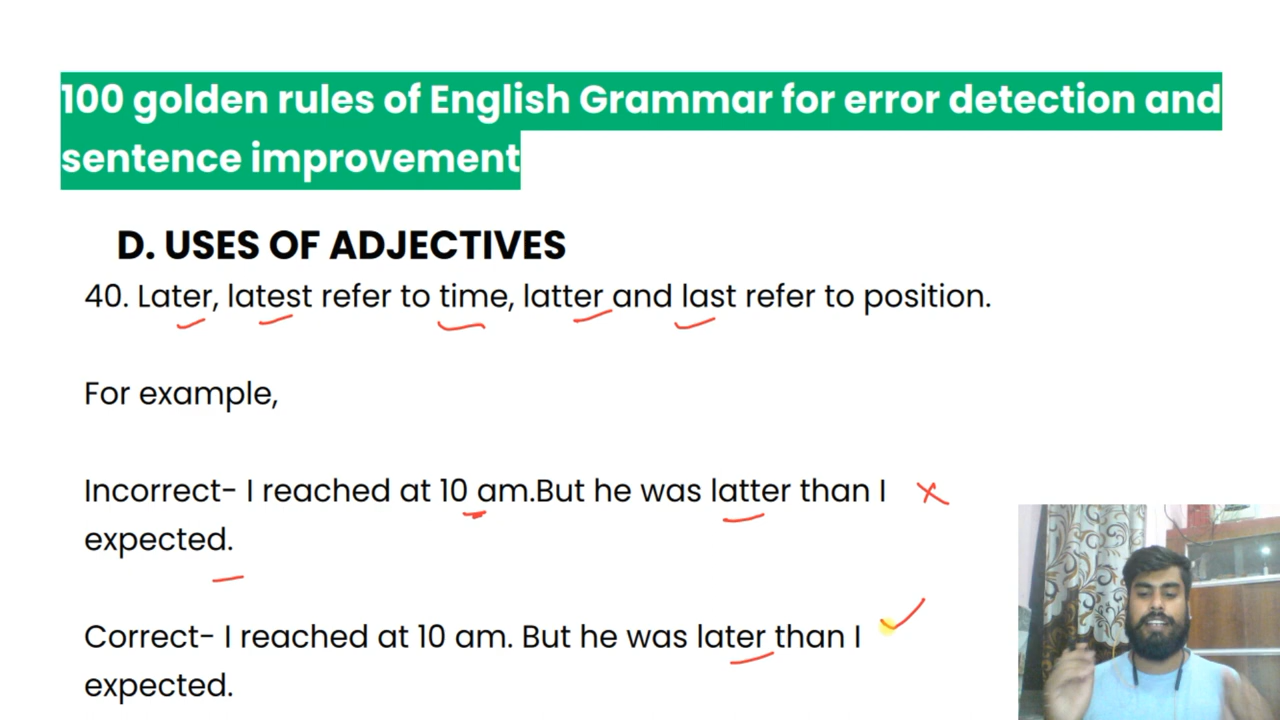 100 golden rules of English Grammar for error detection and
sentence improvement
D. USES OF ADJECTIVES
40. Later, latest refer to time, latter and last refer to position.
For example,
Incorrect- I reached at 10 am.But he was latter than I
expected.
Correct- I reached at 10 am. But he was later than I
expected.